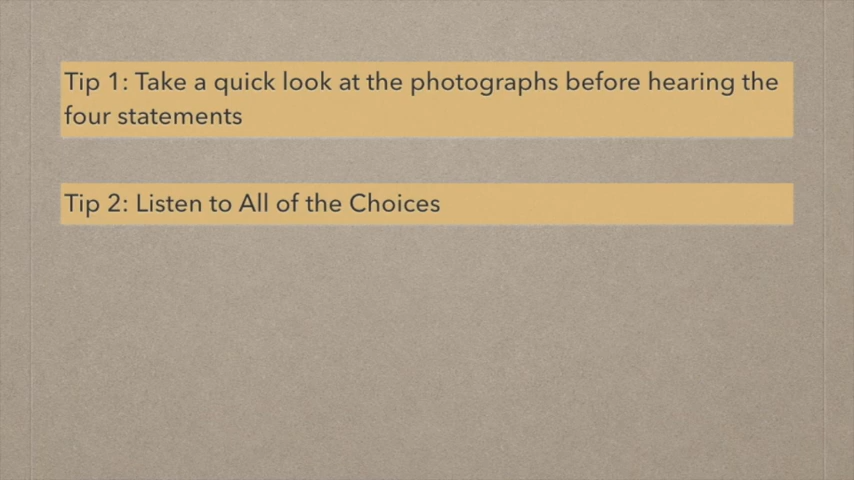 Tip 1: Take a quick look at the photographs before hearing the
four statements
Tip 2: Listen to All of the Choices